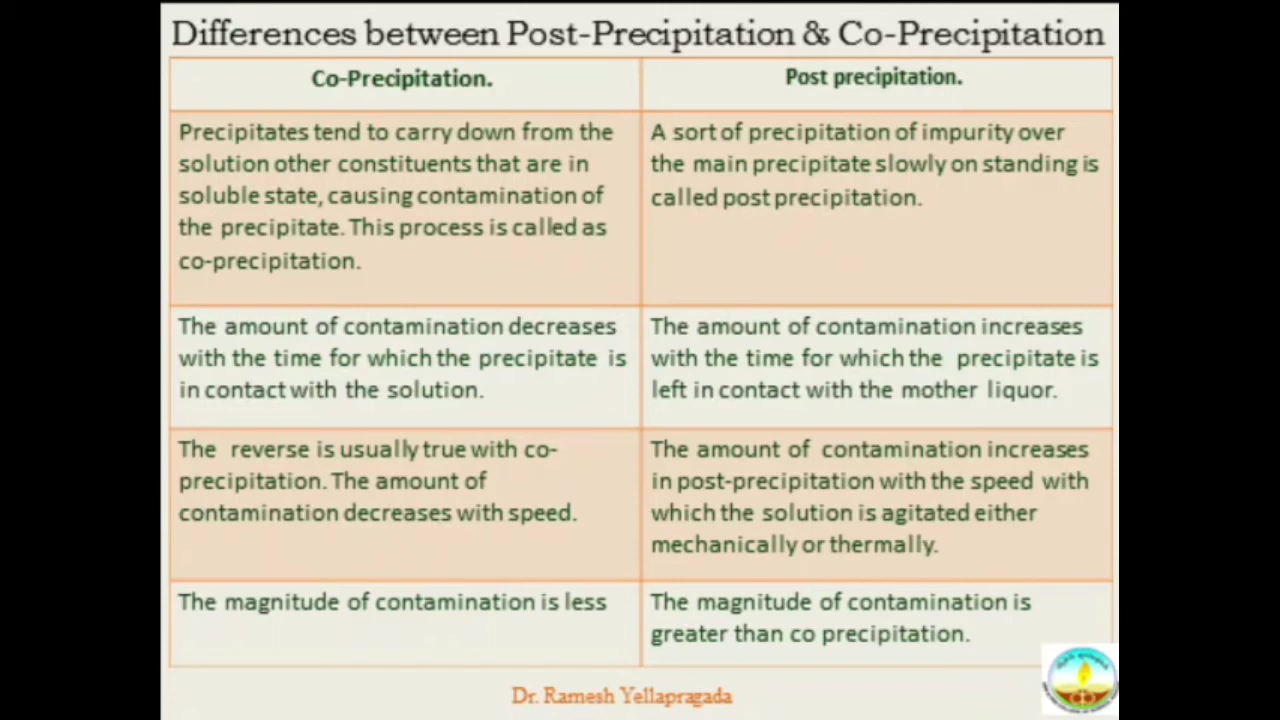 Differences between Post-Precipitation & Co-Precipitation
Co-Precipitation.
Post precipitation.
Precipitates tend to carry down from the
solution other constituents that are in
soluble state, causing contamination of
the precipitate. This process is called as
co-precipitation.
A sort of precipitation of impurity over
the main precipitate slowly on standing is
called post precipitation.
The amount of contamination decreases
with the time for which the precipitate is
in contact with the solution.
The amount of contamination increases
with the time for which the precipitate is
left in contact with the mother liquor.
The reverse is usually true with co-
precipitation. The amount of
contamination decreases with speed.
The amount of contamination increases
in post-precipitation with the speed with
which the solution is agitated either
mechanically or thermally.
The magnitude of contamination is less
The magnitude of contamination is
greater than co precipitation.
Dr. Ramesh Yellapragada